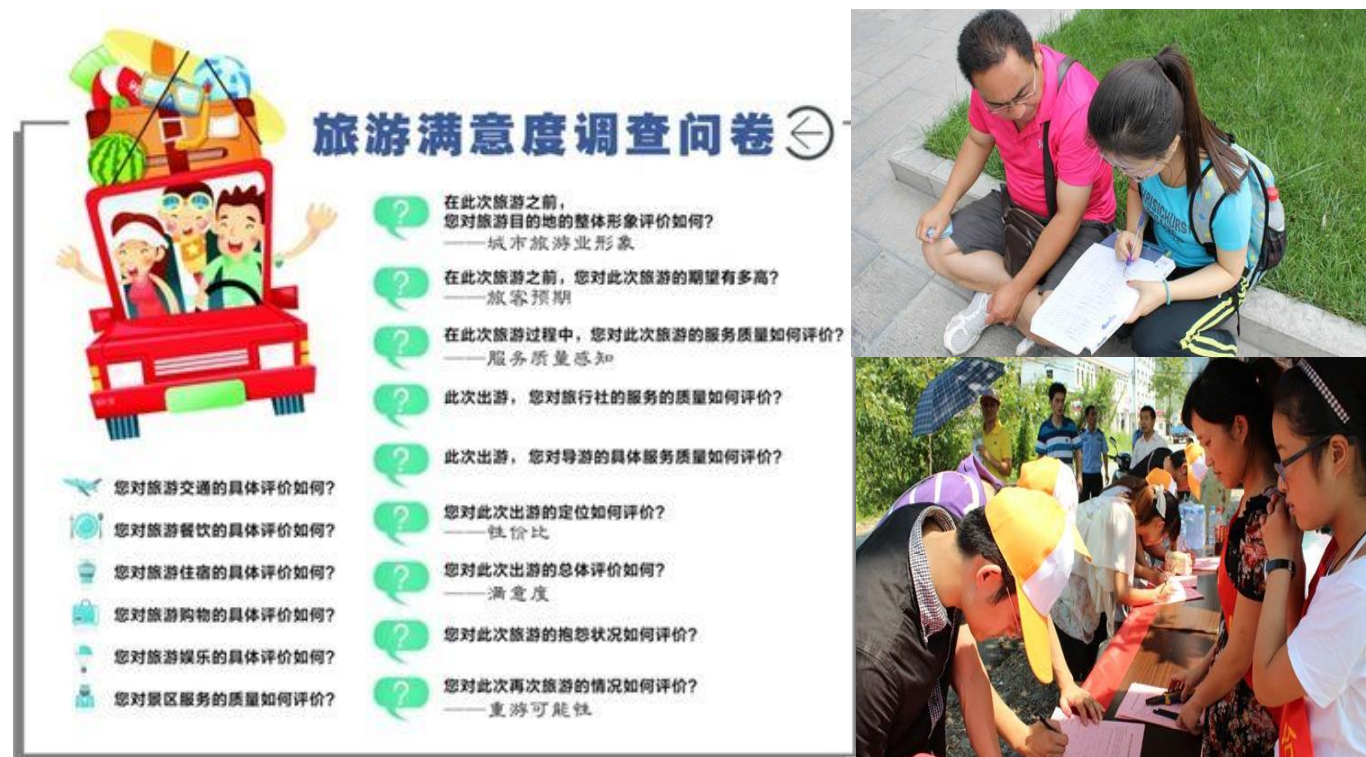 旅游满意度调查问卷
在此次旅游之前，
您对旅游目的地的整体形象评价如何?
——城市旅游业形象
在此次旅游之前，您对此次旅游的期望有多高?
——旅客预期
在此次旅游过程中，您对此次旅游的服务质量如何评价?
——服务质量感知
此次出游，您对旅行社的服务的质量如何评价?
此次出游，您对导游的具体服务质量如何评价?
您对此次出游的定位如何评价?
——性价比
您对此次出游的总体评价如何?
——满意度
您对此次旅游的抱怨状况如何评价?
您对此次再次旅游的情况如何评价?
——重游可能性
您对旅游交通的具体评价如何?
您对旅游餐饮的具体评价如何?
您对旅游住宿的具体评价如何?
您对旅游购物的具体评价如何?
您对旅游娱乐的具体评价如何?
您对景区服务的质量如何评价?